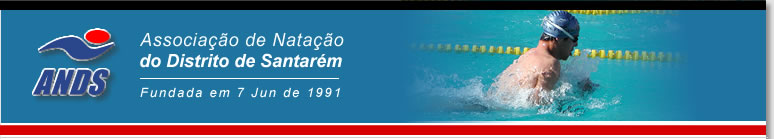 Associação de Natação
do Distrito de Santarém
ANDS
Fundada em 7 Jun de 1991